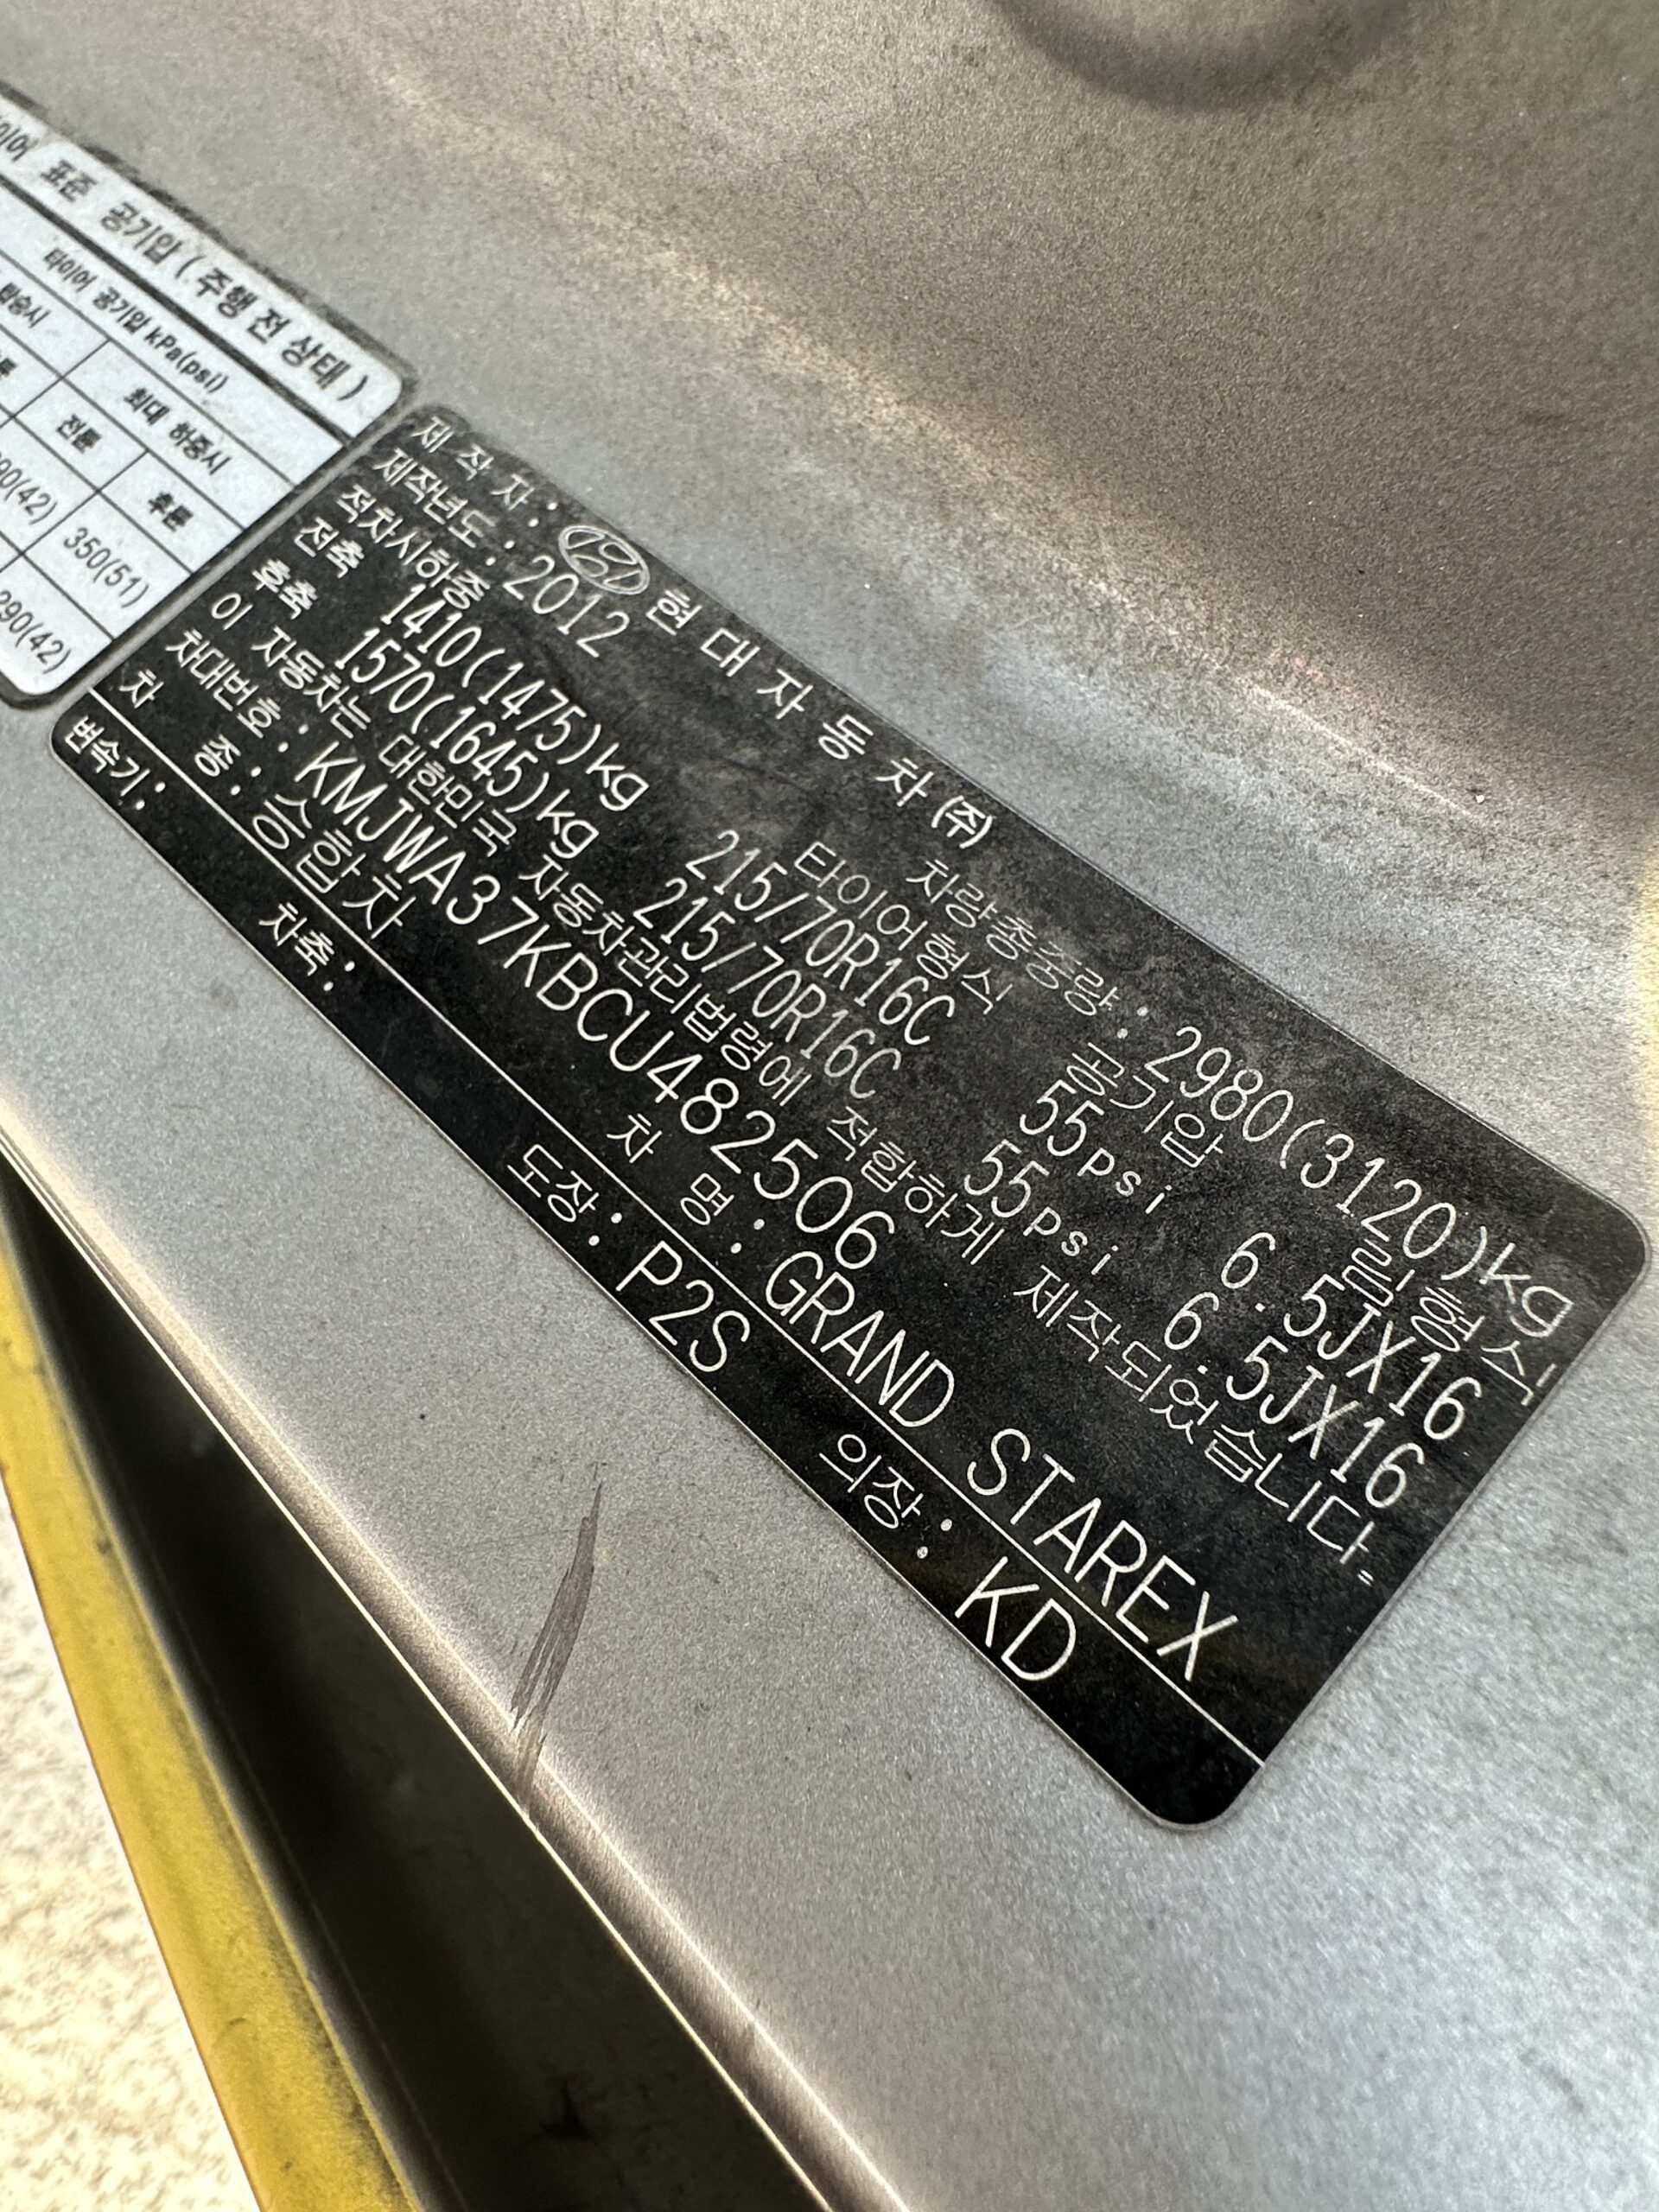 표준 공기압 ( 주행 전 상태 )
타이어 공기압 kPa(psi)
최대 하중시
전륜 후륜
350(51)
290(42)
제 작 자 : 현 대 자 동 차 ㈜
제작년도 : 2012 차량총중량 : 2980(3120)kg
적차시하중 타이어형식 공기압 림형식
전축 1410(1475)kg 215/70R16C 55psi 6.5JX16
후축 1570(1645)kg 215/70R16C 55psi 6.5JX16
이 자동차는 대한민국 자동차관리법령에 적합하게 제작되었습니다.
차대번호 : KMJWA37KBCU482506
차 종 : 승합차 차 명 : GRAND STAREX
변속기 : 차축 : 도장 : P2S 의장 : KD